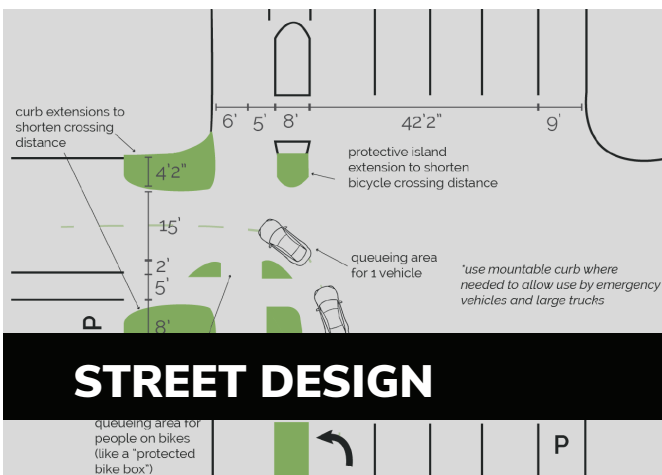 curb extensions to
shorten crossing
distance
6'
5'
8'
42'2"
9'
4'2"
protective island
extension to shorten
bicycle crossing distance
15'
2'
5'
queueing area
for 1 vehicle
*use mountable curb where
needed to allow use by emergency
vehicles and large trucks
P
8'
STREET DESIGN
queueing area for
people on bikes
(like a "protected
bike box")
P